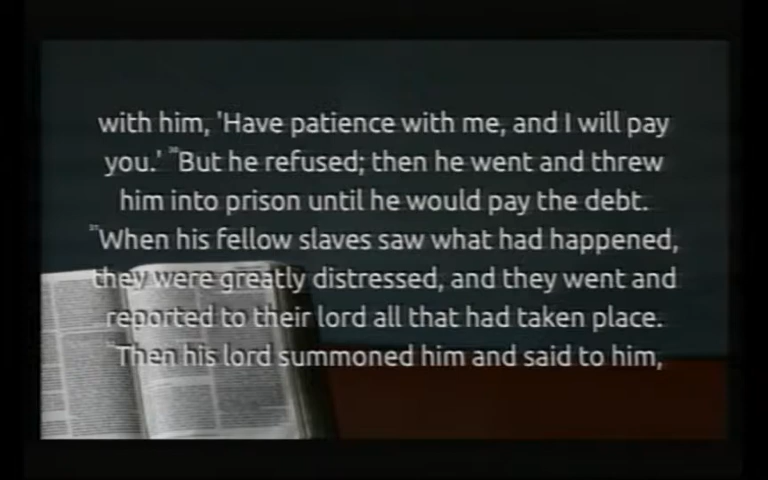 with him, 'Have patience with me, and I will pay
you.' ³⁰But he refused; then he went and threw
him into prison until he would pay the debt.
³¹When his fellow slaves saw what had happened,
they were greatly distressed, and they went and
reported to their lord all that had taken place.
Then his lord summoned him and said to him,